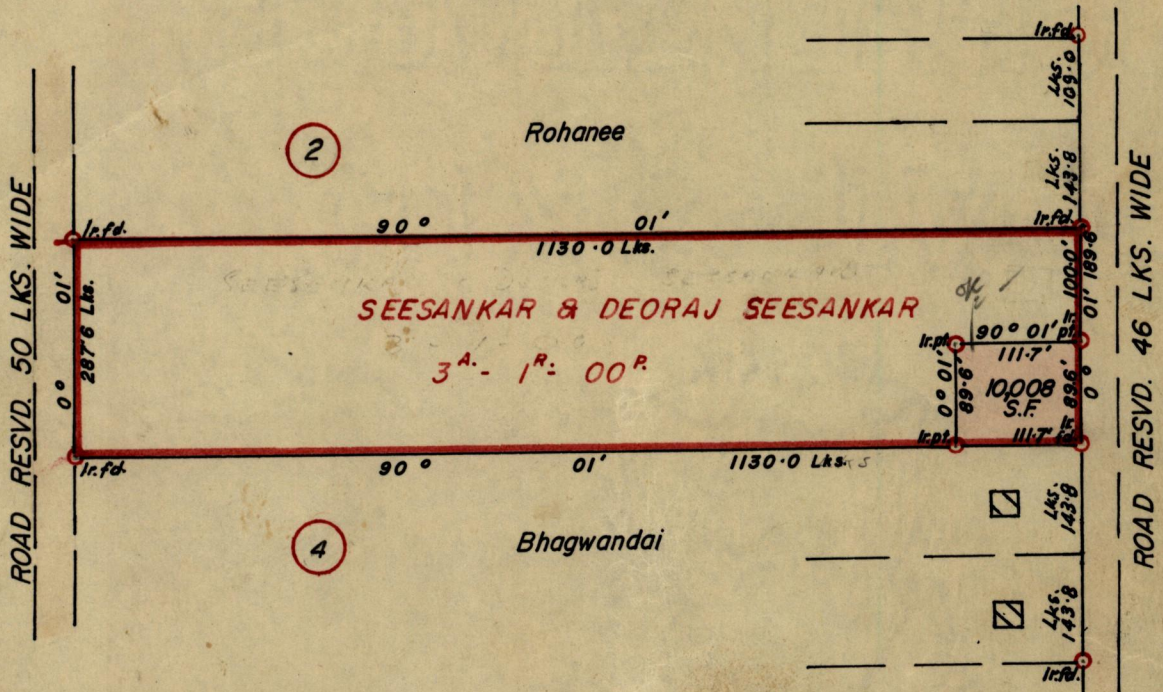 Ir.fd.
Lks.
109·0
Rohanee
2
Lks.
143·8
ROAD RESVD. 50 LKS. WIDE
ROAD RESVD. 46 LKS. WIDE
Ir.fd.
90° 01'
Ir.fd.
1130·0 Lks.
0° 01'
287·6 Lks.
SEESANKAR & DEORAJ SEESANKAR
3A.- 1R.- 00P.
ok
100·0'
0° 01' 189·6'
Ir.pt.
90° 01'
Ir.
pt.
111·7'
0° 01'
89·6'
10,008
S.F.
89·6'
Ir.pt.
111·7'
Ir.
fd.
Ir.fd.
90° 01' 1130·0 Lks.
Lks.
143·8
4
Bhagwandai
Lks.
143·8
Ir.fd.